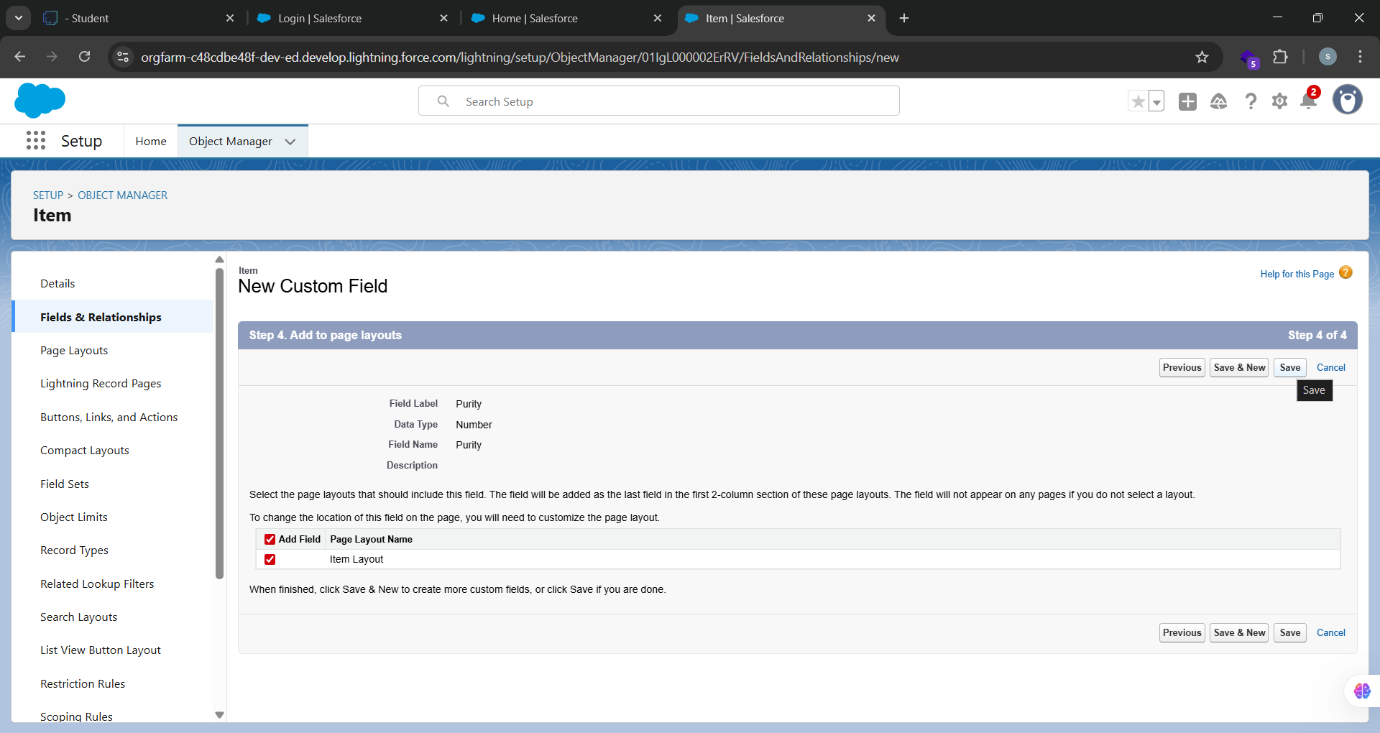 - Student
Login | Salesforce
Home | Salesforce
Item | Salesforce
orgfarm-c48cdbe48f-dev-ed.develop.lightning.force.com/lightning/setup/ObjectManager/01IgL000002ErRV/FieldsAndRelationships/new
5
S
Search Setup
2
Setup
Home
Object Manager
SETUP > OBJECT MANAGER
Item
Details
Fields & Relationships
Page Layouts
Lightning Record Pages
Buttons, Links, and Actions
Compact Layouts
Field Sets
Object Limits
Record Types
Related Lookup Filters
Search Layouts
List View Button Layout
Restriction Rules
Scoping Rules
Item
New Custom Field
Help for this Page
Step 4. Add to page layouts
Step 4 of 4
Previous
Save & New
Save
Cancel
Save
Field Label Purity
Data Type Number
Field Name Purity
Description
Select the page layouts that should include this field. The field will be added as the last field in the first 2-column section of these page layouts. The field will not appear on any pages if you do not select a layout.
To change the location of this field on the page, you will need to customize the page layout.
Add Field Page Layout Name
Item Layout
When finished, click Save & New to create more custom fields, or click Save if you are done.
Previous
Save & New
Save
Cancel